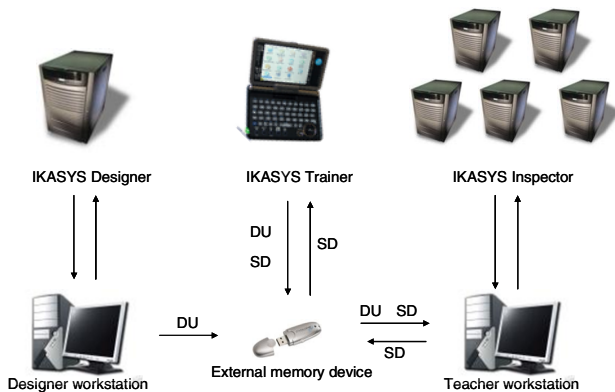 IKASYS Designer
IKASYS Trainer
IKASYS Inspector
DU
SD
SD
DU
DU SD
SD
Designer workstation
External memory device
Teacher workstation